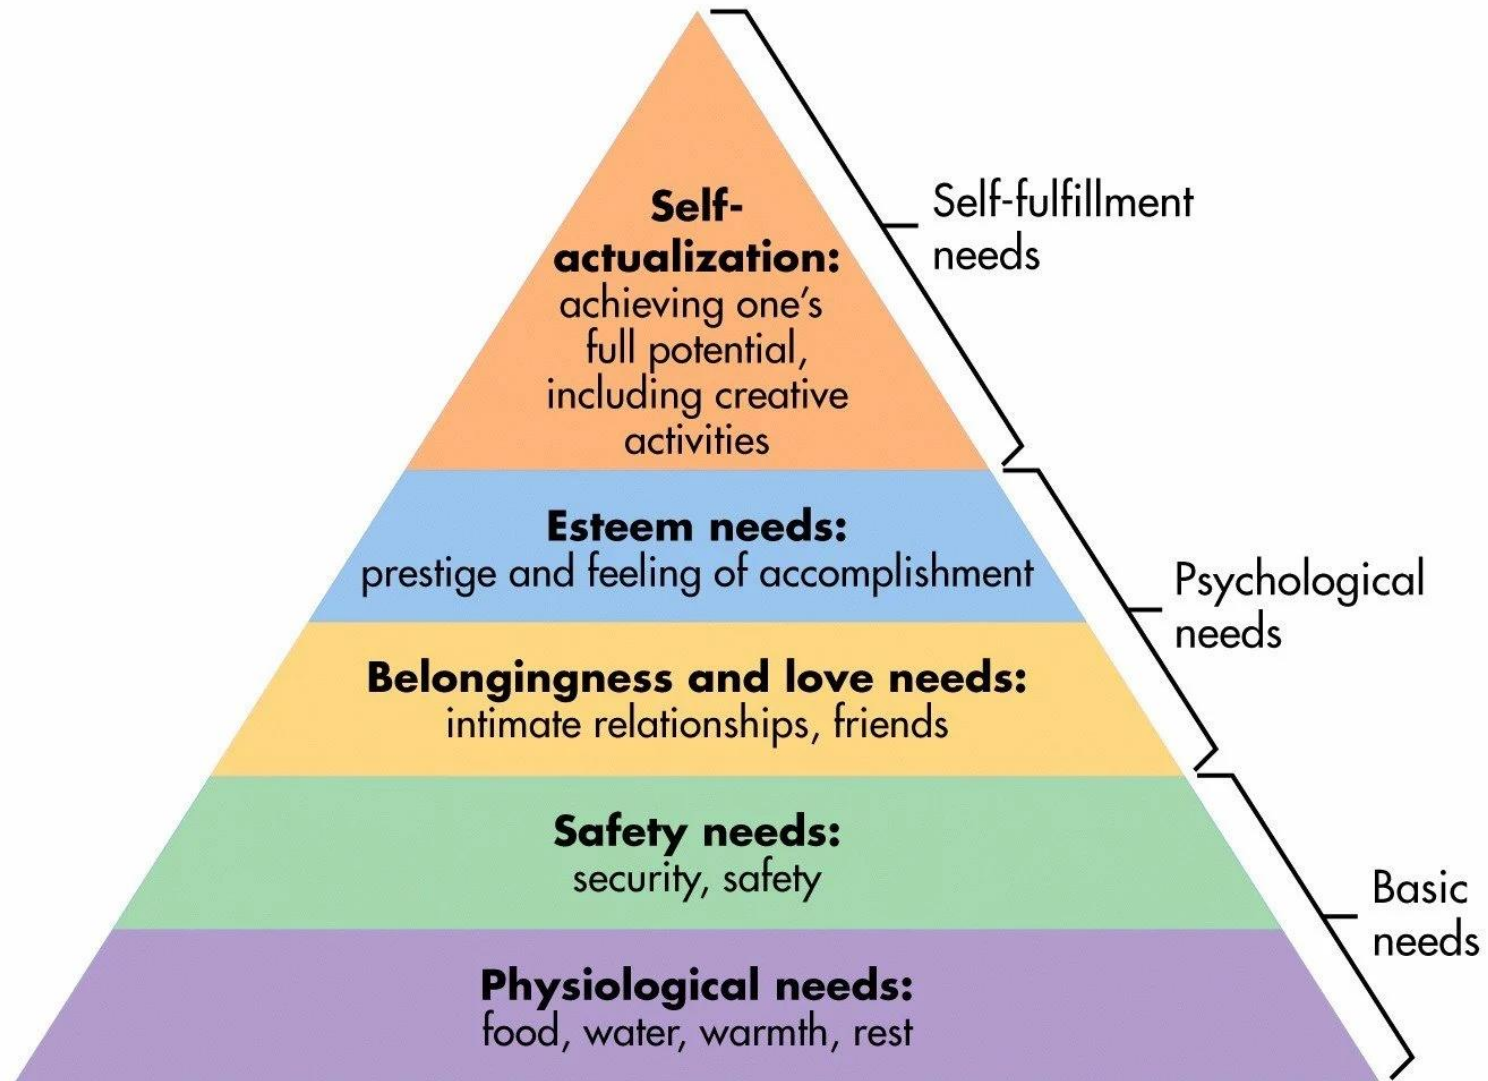 Self-
actualization:
achieving one's
full potential,
including creative
activities
Self-fulfillment
needs
Esteem needs:
prestige and feeling of accomplishment
Belongingness and love needs:
intimate relationships, friends
Psychological
needs
Safety needs:
security, safety
Physiological needs:
food, water, warmth, rest
Basic
needs